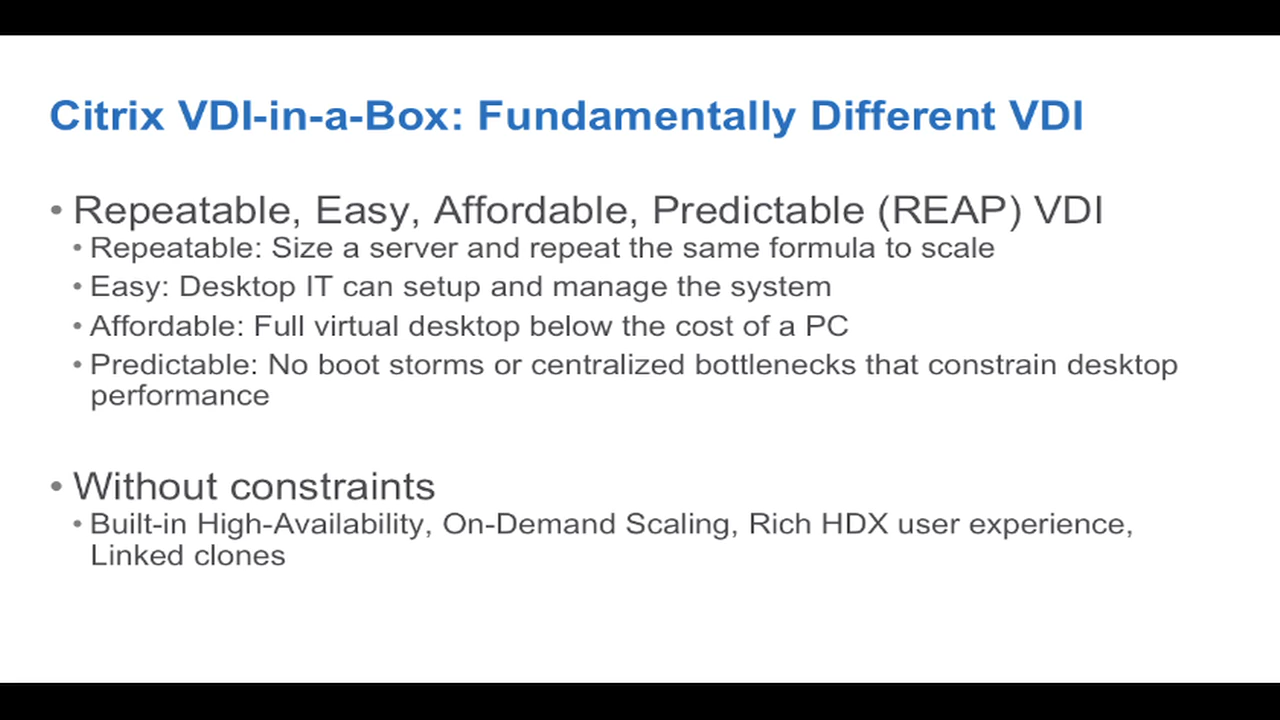 Citrix VDI-in-a-Box: Fundamentally Different VDI
• Repeatable, Easy, Affordable, Predictable (REAP) VDI
• Repeatable: Size a server and repeat the same formula to scale
• Easy: Desktop IT can setup and manage the system
• Affordable: Full virtual desktop below the cost of a PC
• Predictable: No boot storms or centralized bottlenecks that constrain desktop
performance
• Without constraints
• Built-in High-Availability, On-Demand Scaling, Rich HDX user experience,
Linked clones